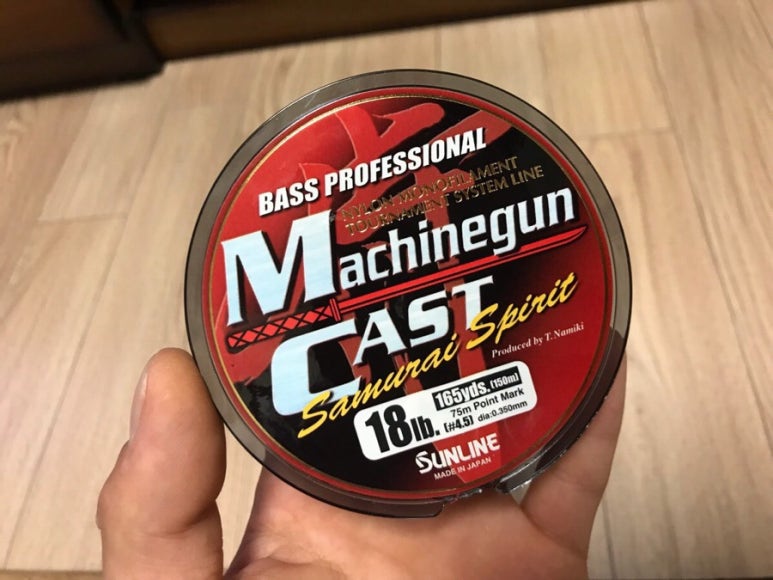 BASS PROFESSIONAL
NYLON MONOFILAMENT
TOURNAMENT SYSTEM LINE
Machinegun
CAST
Samurai Spirit
Produced by T. Namiki
18lb. 165yds. (150m)
75m Point Mark
[#4.5] dia:0.350mm
SUNLINE
MADE IN JAPAN